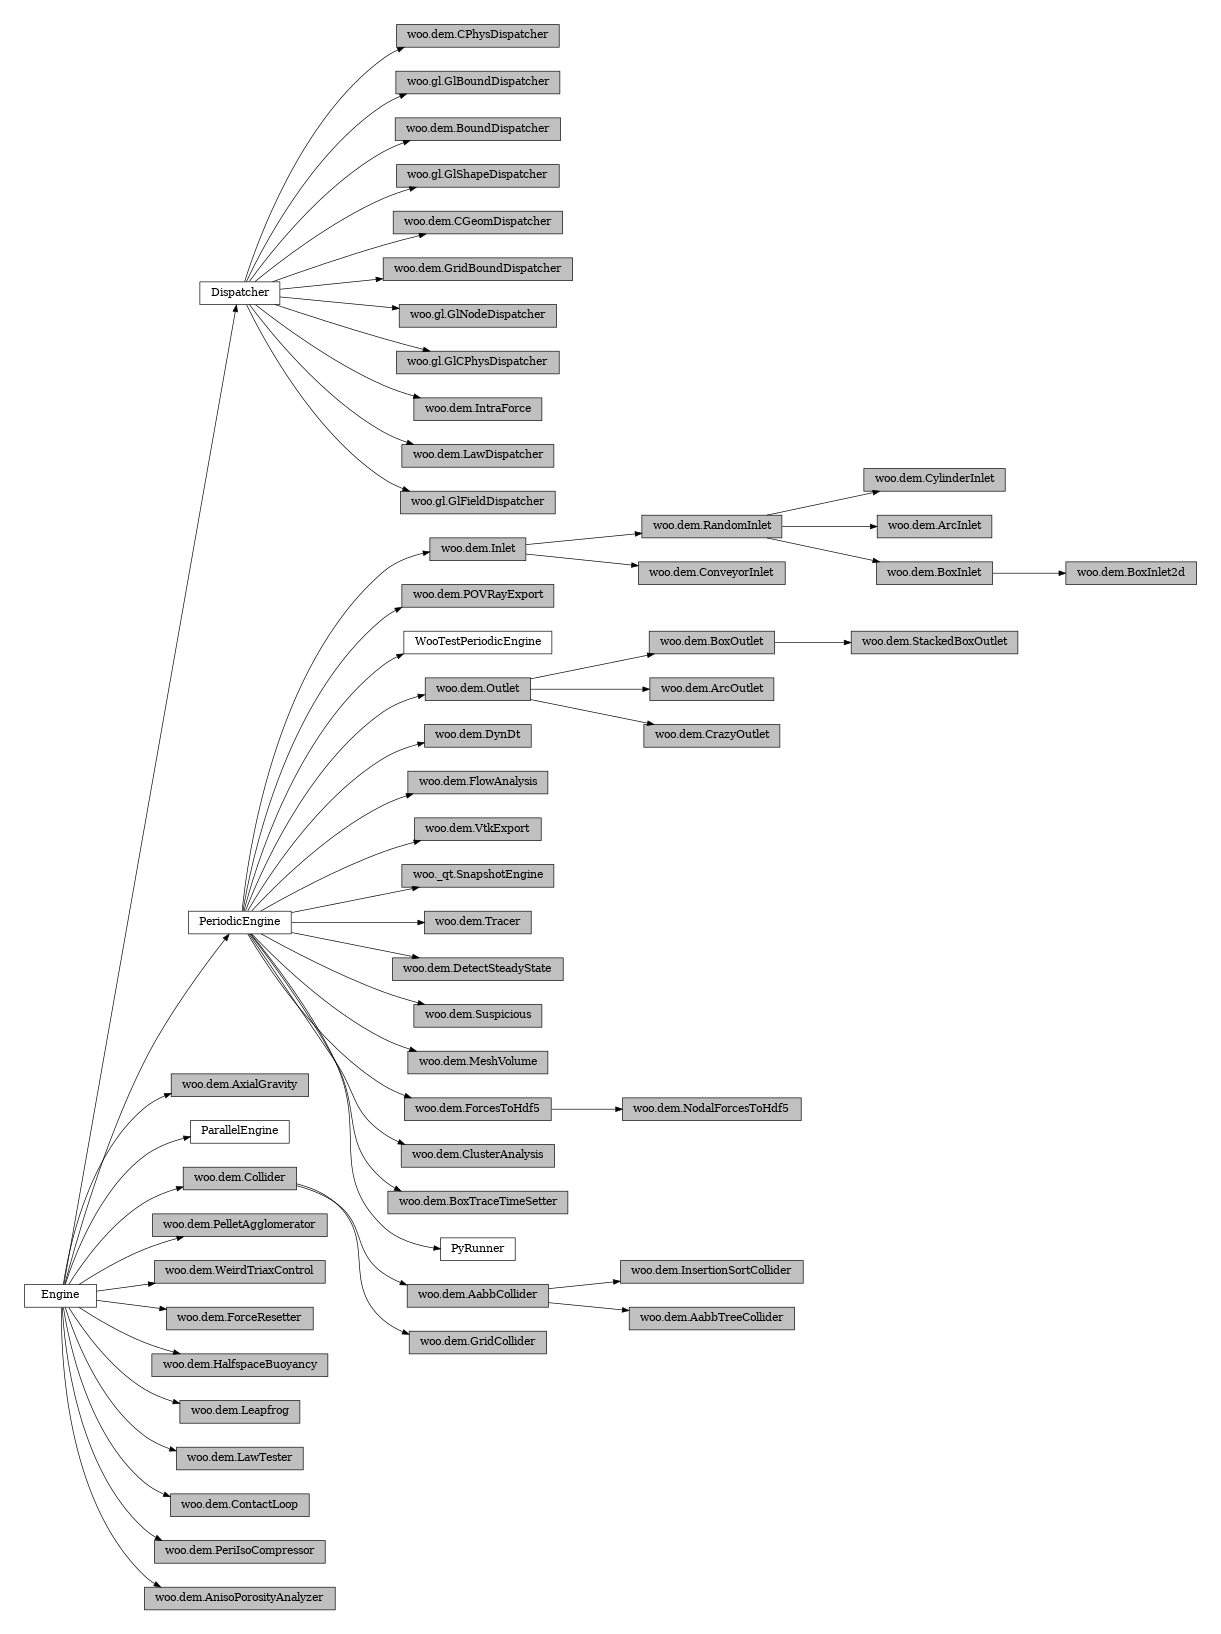 woo.dem.CPhysDispatcher
woo.gl.GlBoundDispatcher
woo.dem.BoundDispatcher
woo.gl.GlShapeDispatcher
woo.dem.CGeomDispatcher
woo.dem.GridBoundDispatcher
Dispatcher
woo.gl.GlNodeDispatcher
woo.gl.GlCPhysDispatcher
woo.dem.IntraForce
woo.dem.LawDispatcher
woo.dem.CylinderInlet
woo.gl.GlFieldDispatcher
woo.dem.RandomInlet
woo.dem.ArcInlet
woo.dem.Inlet
woo.dem.ConveyorInlet
woo.dem.BoxInlet
woo.dem.BoxInlet2d
woo.dem.POVRayExport
WooTestPeriodicEngine
woo.dem.BoxOutlet
woo.dem.StackedBoxOutlet
woo.dem.Outlet
woo.dem.ArcOutlet
woo.dem.DynDt
woo.dem.CrazyOutlet
woo.dem.FlowAnalysis
woo.dem.VtkExport
woo._qt.SnapshotEngine
PeriodicEngine
woo.dem.Tracer
woo.dem.DetectSteadyState
woo.dem.Suspicious
woo.dem.MeshVolume
woo.dem.AxialGravity
woo.dem.ForcesToHdf5
woo.dem.NodalForcesToHdf5
ParallelEngine
woo.dem.ClusterAnalysis
woo.dem.Collider
woo.dem.BoxTraceTimeSetter
woo.dem.PelletAgglomerator
PyRunner
woo.dem.WeirdTriaxControl
woo.dem.InsertionSortCollider
Engine
woo.dem.AabbCollider
woo.dem.ForceResetter
woo.dem.AabbTreeCollider
woo.dem.GridCollider
woo.dem.HalfspaceBuoyancy
woo.dem.Leapfrog
woo.dem.LawTester
woo.dem.ContactLoop
woo.dem.PeriIsoCompressor
woo.dem.AnisoPorosityAnalyzer